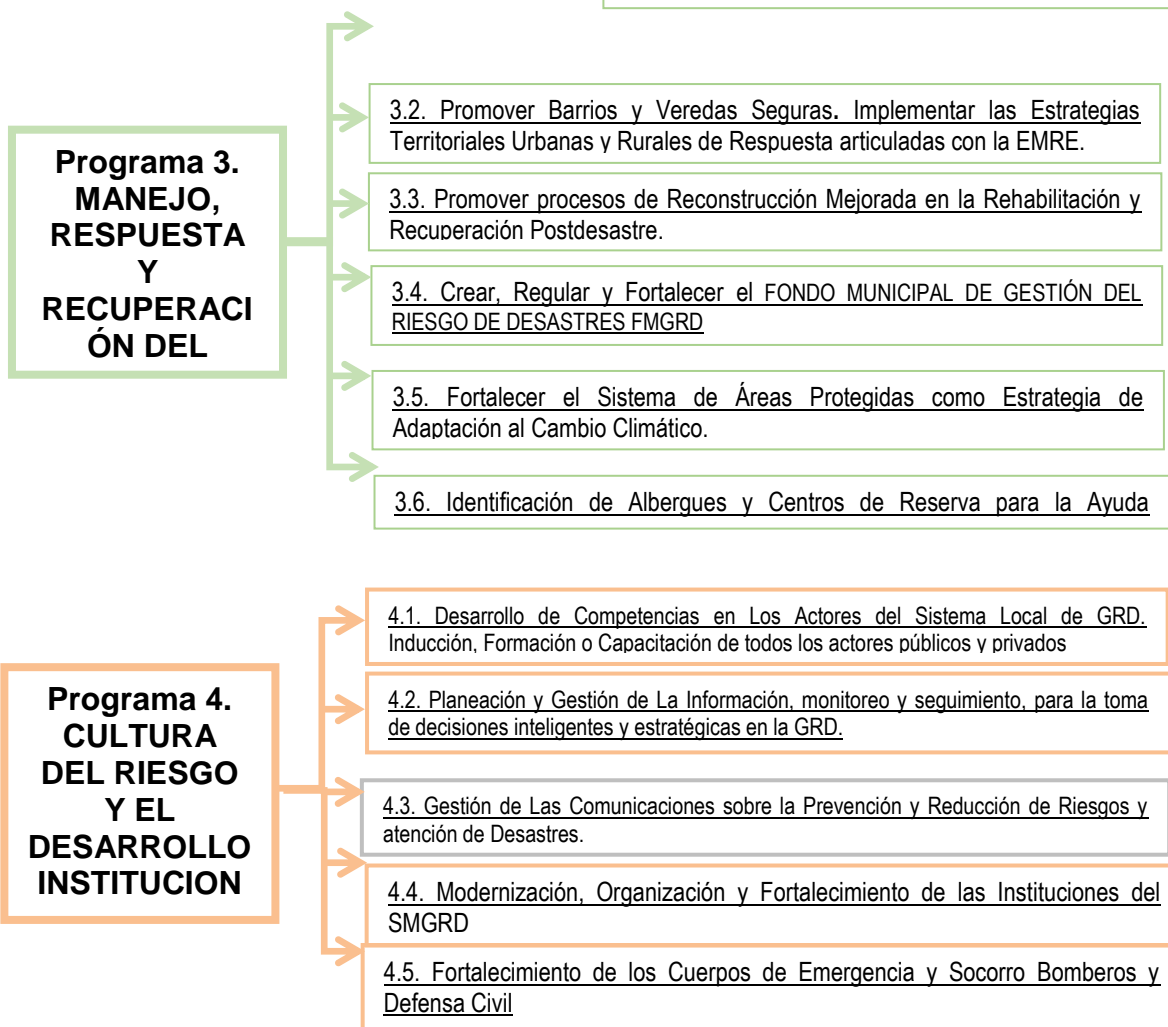 Programa 3.
MANEJO,
RESPUESTA
Y
RECUPERACI
ÓN DEL
3.2. Promover Barrios y Veredas Seguras. Implementar las Estrategias
Territoriales Urbanas y Rurales de Respuesta articuladas con la EMRE.
3.3. Promover procesos de Reconstrucción Mejorada en la Rehabilitación y
Recuperación Postdesastre.
3.4. Crear, Regular y Fortalecer el FONDO MUNICIPAL DE GESTIÓN DEL
RIESGO DE DESASTRES FMGRD
3.5. Fortalecer el Sistema de Áreas Protegidas como Estrategia de
Adaptación al Cambio Climático.
3.6. Identificación de Albergues y Centros de Reserva para la Ayuda
Programa 4.
CULTURA
DEL RIESGO
Y EL
DESARROLLO
INSTITUCION
4.1. Desarrollo de Competencias en Los Actores del Sistema Local de GRD.
Inducción, Formación o Capacitación de todos los actores públicos y privados
4.2. Planeación y Gestión de La Información, monitoreo y seguimiento, para la toma
de decisiones inteligentes y estratégicas en la GRD.
4.3. Gestión de Las Comunicaciones sobre la Prevención y Reducción de Riesgos y
atención de Desastres.
4.4. Modernización, Organización y Fortalecimiento de las Instituciones del
SMGRD
4.5. Fortalecimiento de los Cuerpos de Emergencia y Socorro Bomberos y
Defensa Civil